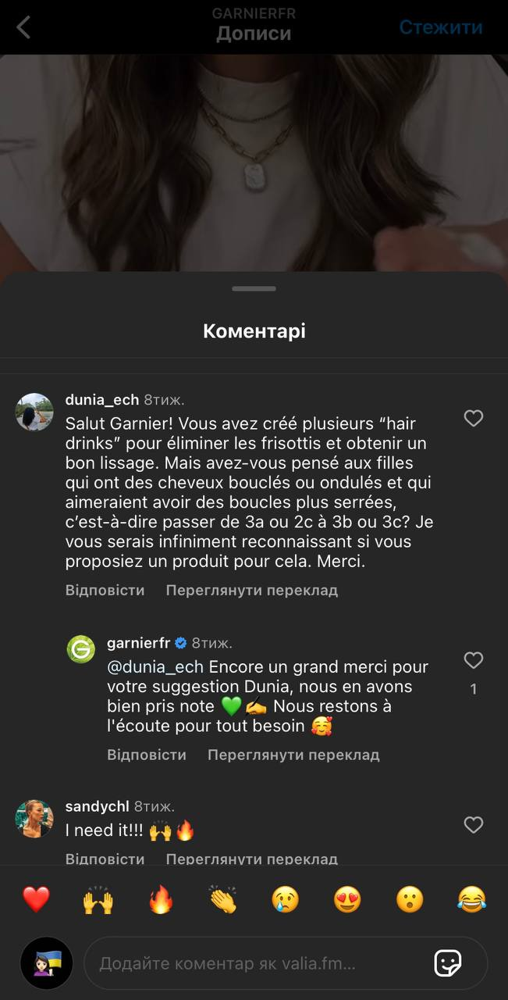 GARNIERFR
Дописи
Стежити
Коментарі
dunia_ech 8тиж.
Salut Garnier! Vous avez créé plusieurs “hair
drinks” pour éliminer les frisottis et obtenir un
bon lissage. Mais avez-vous pensé aux filles
qui ont des cheveux bouclés ou ondulés et qui
aimeraient avoir des boucles plus serrées,
c’est-à-dire passer de 3a ou 2c à 3b ou 3c? Je
vous serais infiniment reconnaissant si vous
proposiez un produit pour cela. Merci.
Відповісти Переглянути переклад
garnierfr 8тиж.
@dunia_ech Encore un grand merci pour
votre suggestion Dunia, nous en avons
bien pris note 💚✍️ Nous restons à
l'écoute pour tout besoin 🥰
1
Відповісти Переглянути переклад
sandychl 8тиж.
I need it!!! 🙌🔥
Відповісти Переглянути переклад
❤️ 🙌 🔥 👏 😢 😍 😮 😂
Додайте коментар як valia.fm...